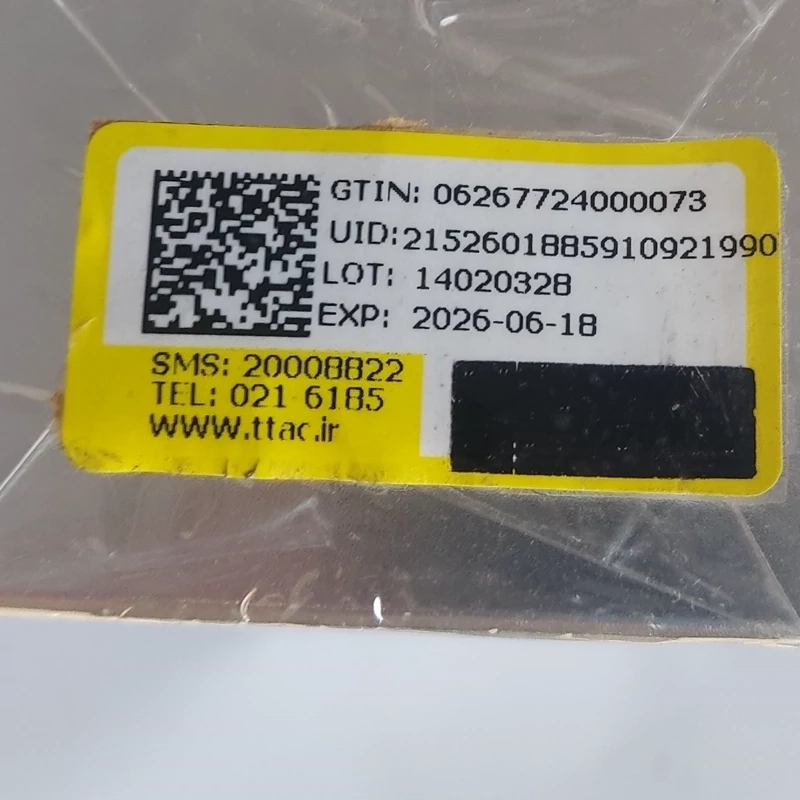 GTIN: 06267724000073
UID:2152601885910921990
LOT: 14020328
EXP: 2026-06-18
SMS: 20008822
TEL: 021 6185
WWW.ttac.ir